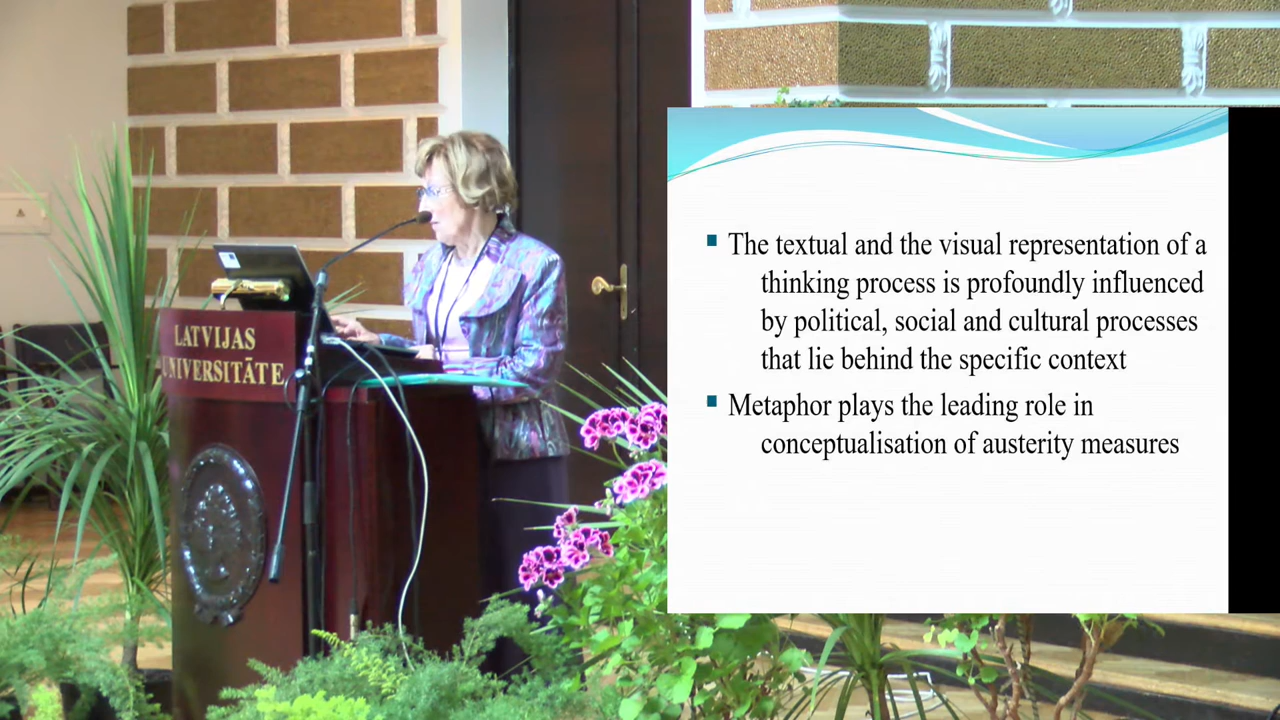 LATVIJAS
UNIVERSITĀTE
The textual and the visual representation of a
thinking process is profoundly influenced
by political, social and cultural processes
that lie behind the specific context
Metaphor plays the leading role in
conceptualisation of austerity measures